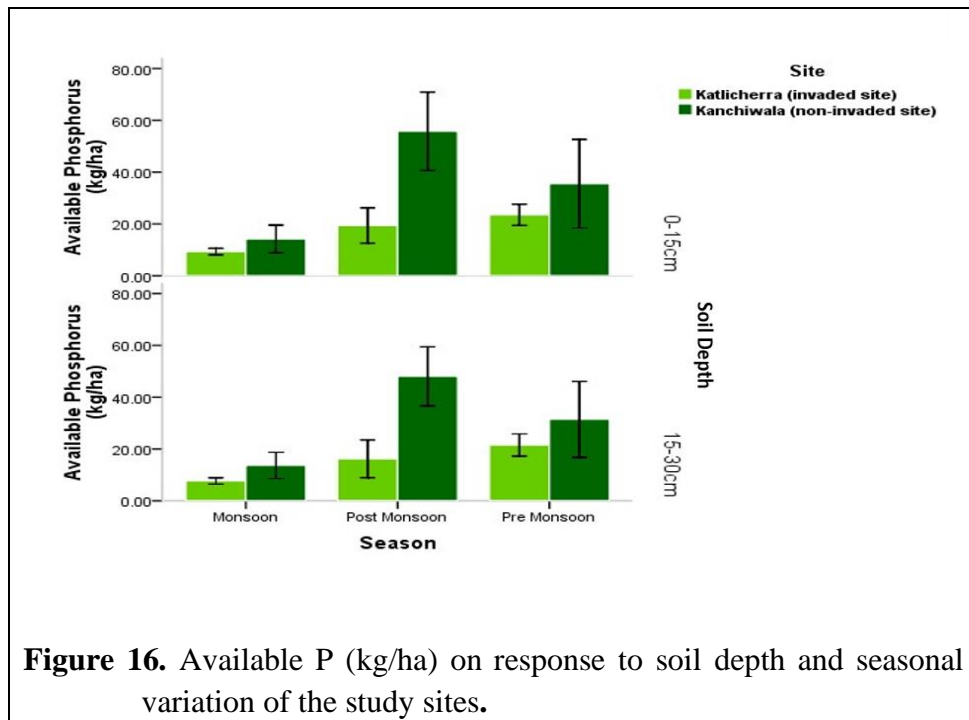 Site
Katlicherra (invaded site)
Kanchiwala (non-invaded site)
Available Phosphorus
(kg/ha)
80.00
60.00
40.00
20.00
0.00
0-15cm
Available Phosphorus
(kg/ha)
80.00
60.00
40.00
20.00
0.00
15-30cm
Soil Depth
Monsoon Post Monsoon Pre Monsoon
Season
Figure 16. Available P (kg/ha) on response to soil depth and seasonal
variation of the study sites.